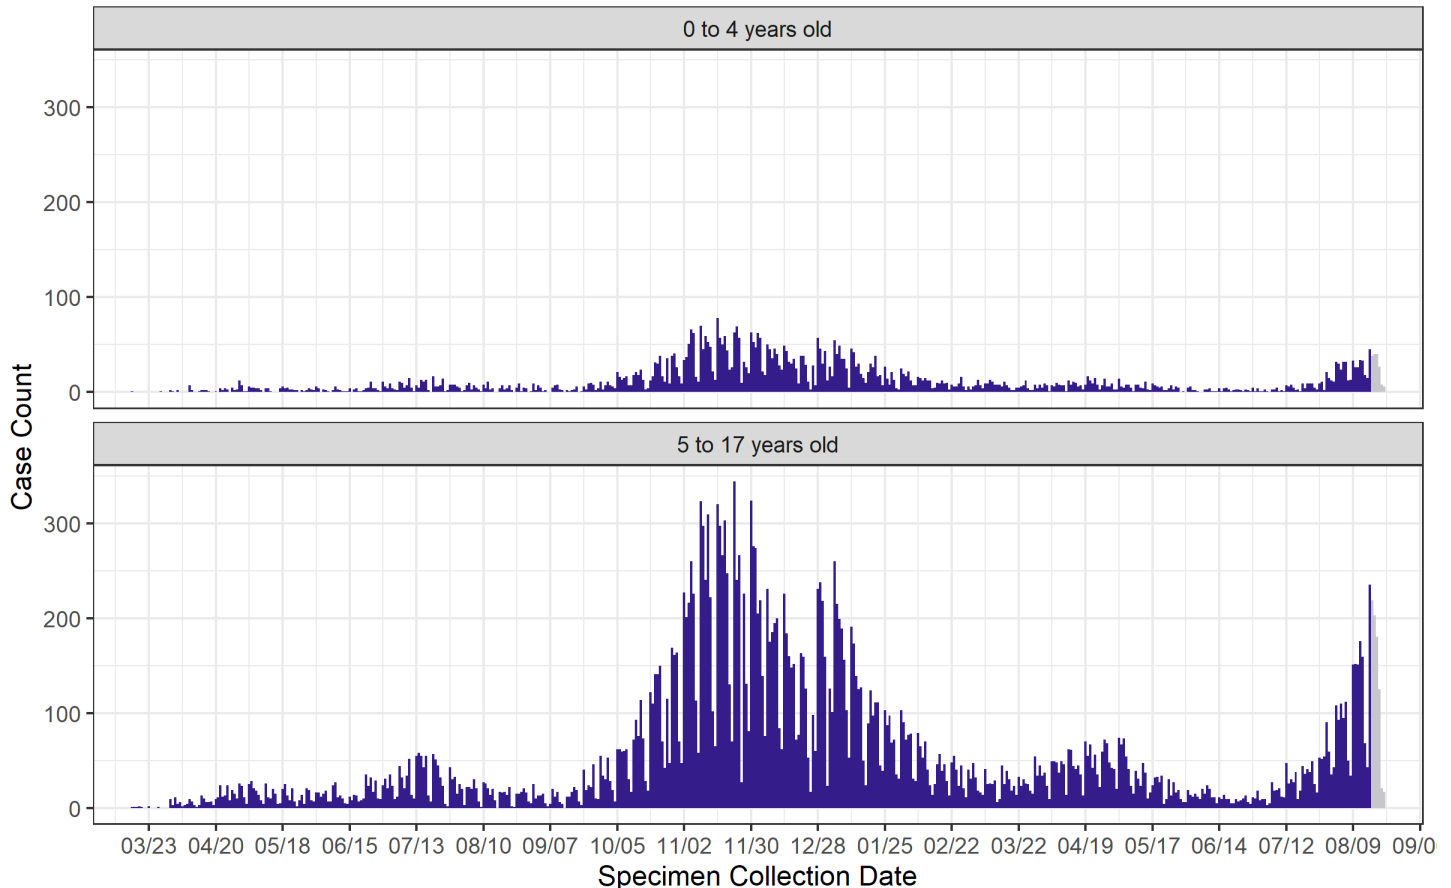 0 to 4 years old
300
200
100
0
Case Count
5 to 17 years old
300
200
100
0
03/23 04/20 05/18 06/15 07/13 08/10 09/07 10/05 11/02 11/30 12/28 01/25 02/22 03/22 04/19 05/17 06/14 07/12 08/09 09/0
Specimen Collection Date